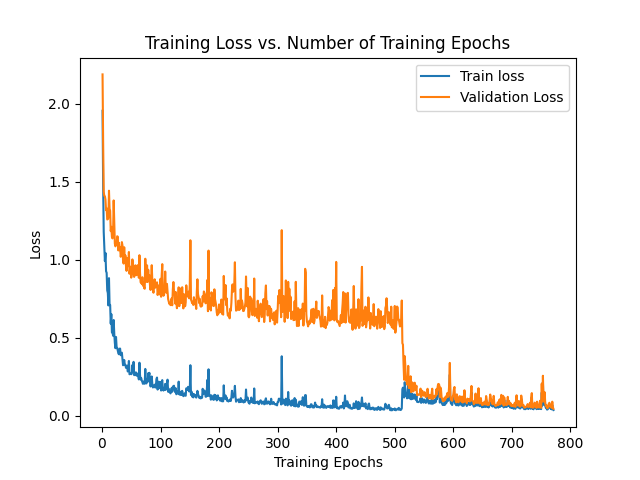 Training Loss vs. Number of Training Epochs
Train loss
Validation Loss
2.0
1.5
1.0
0.5
0.0
Loss
0 100 200 300 400 500 600 700 800
Training Epochs